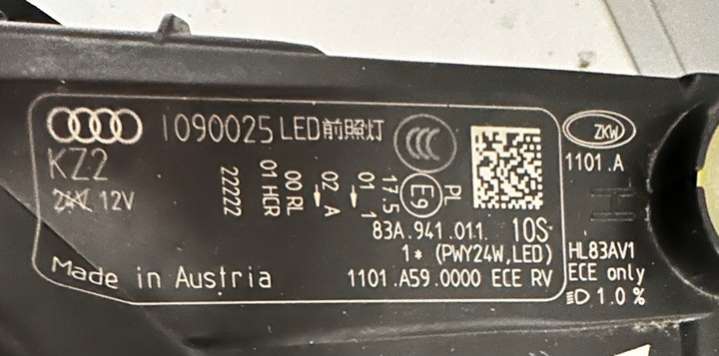 I090025 LED前照灯
KZ2
24V 12V
22222
01 HCR
00 RL
02 A
01 1
17.5
PL
E9
CCC
83A.941.011 10S
1* (PWY24W,LED)
Made in Austria
1101.A59.0000 ECE RV
ZKW
1101.A
H
HL83AV1
ECE only
1.0%